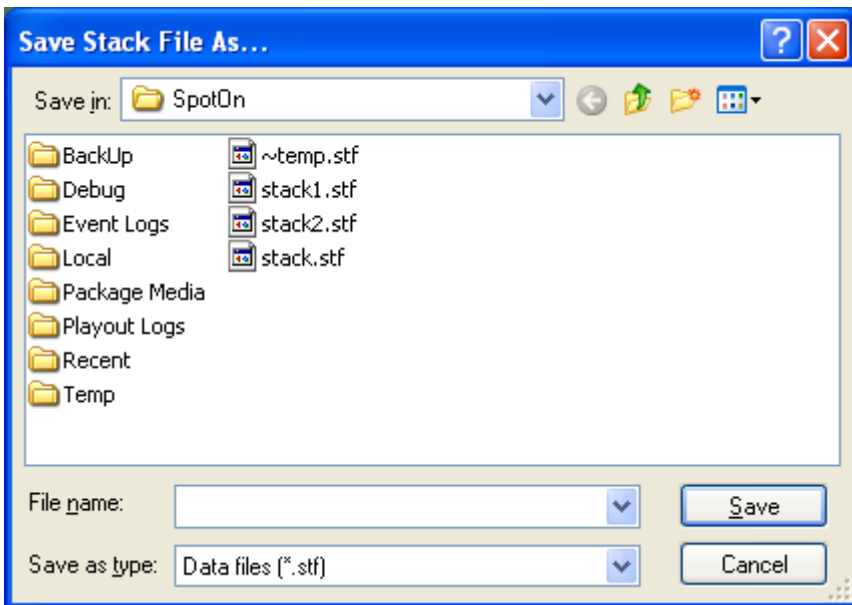 Save Stack File As...
Save in: SpotOn
BackUp
Debug
Event Logs
Local
Package Media
Playout Logs
Recent
Temp
~temp.stf
stack1.stf
stack2.stf
stack.stf
File name:
Save
Save as type: Data files (*.stf)
Cancel